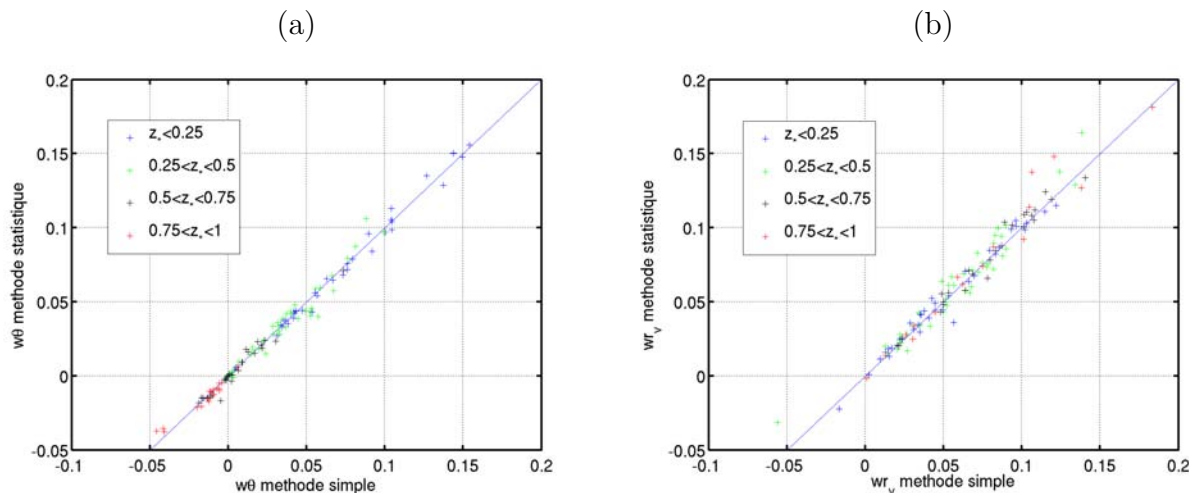 (a)
(b)
0.2
0.15
0.1
0.05
0
-0.05
-0.1
-0.05
0
0.05
0.1
0.15
0.2
wθ methode statistique
wθ methode simple
z*<0.25
0.25<z*<0.5
0.5<z*<0.75
0.75<z*<1
0.2
0.15
0.1
0.05
0
-0.05
-0.1
-0.05
0
0.05
0.1
0.15
0.2
wr_v methode statistique
wr_v methode simple
z*<0.25
0.25<z*<0.5
0.5<z*<0.75
0.75<z*<1